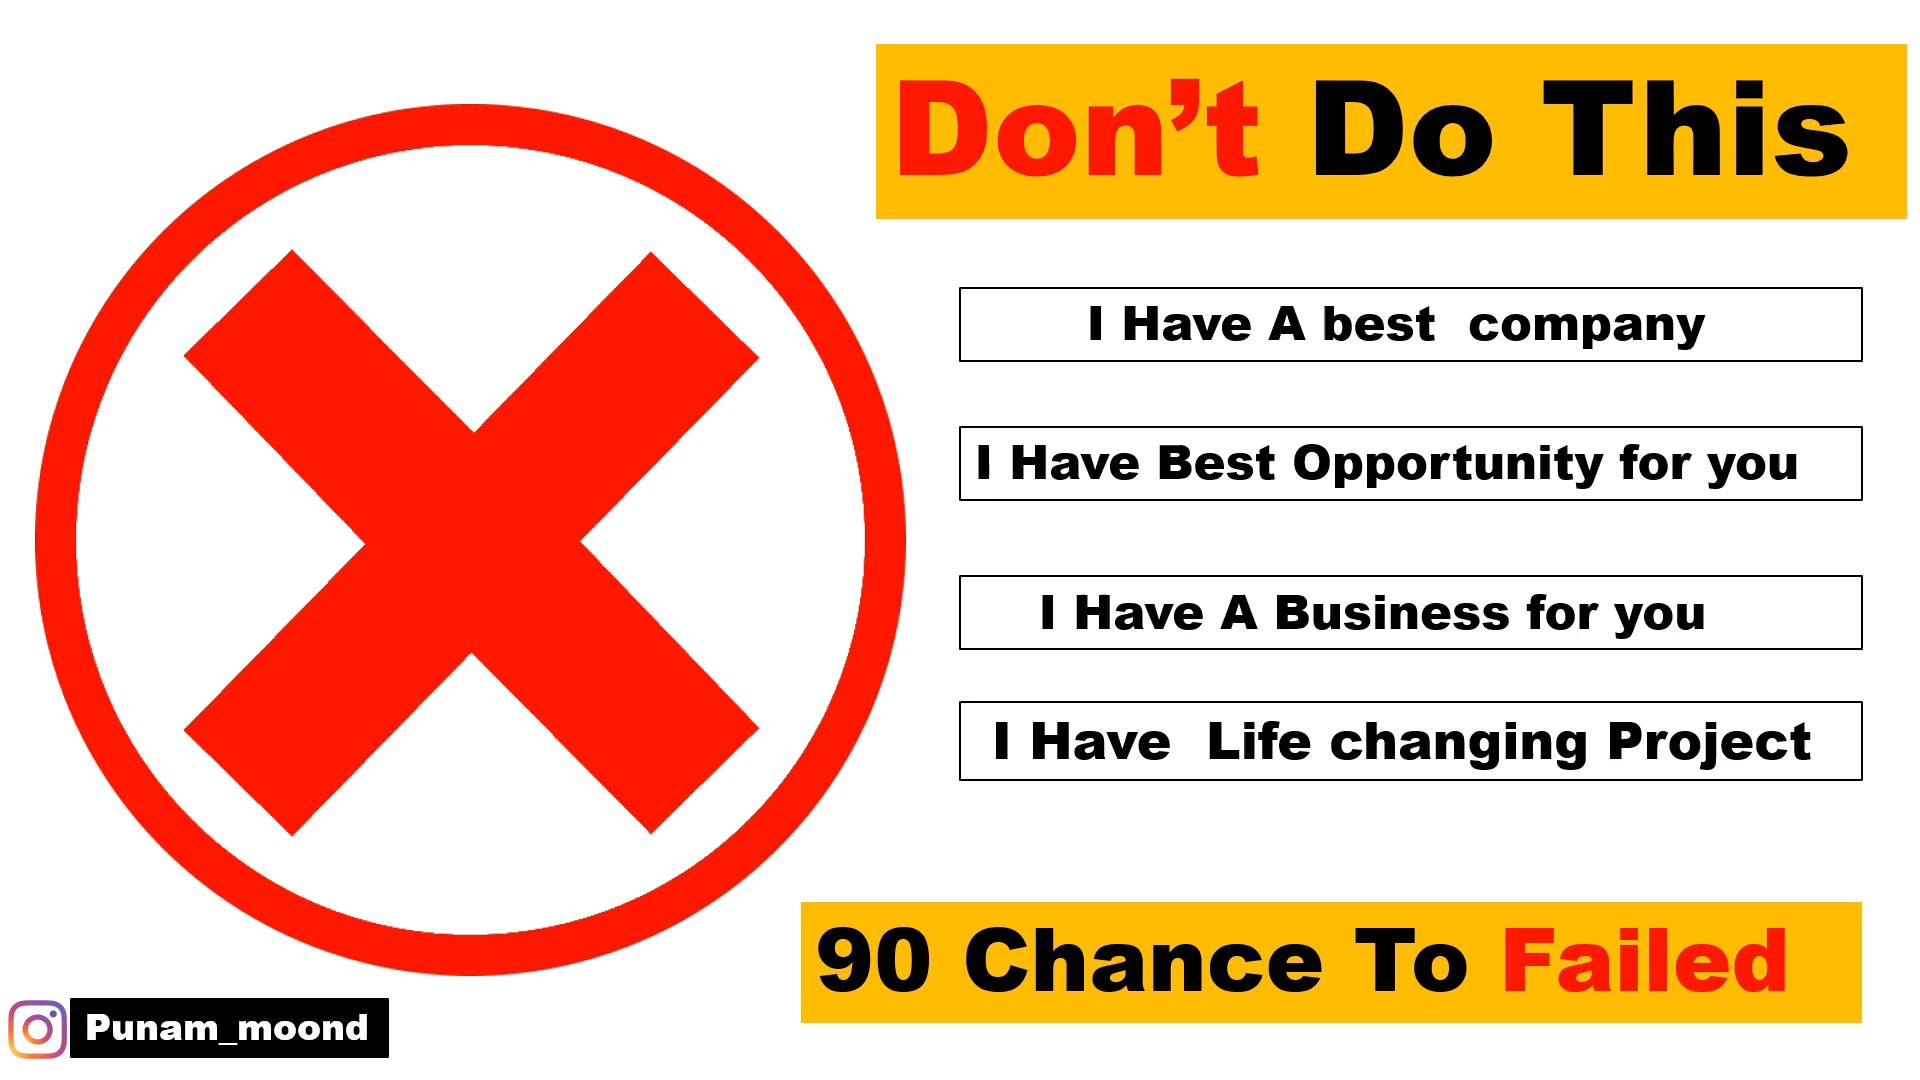 Don’t Do This
I Have A best company
I Have Best Opportunity for you
I Have A Business for you
I Have Life changing Project
90 Chance To Failed
Punam_moond